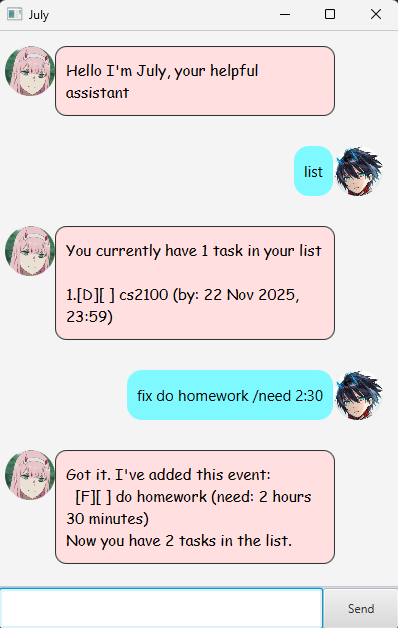 July
Hello I'm July, your helpful
assistant
list
You currently have 1 task in your list
1.[D][ ] cs2100 (by: 22 Nov 2025,
23:59)
fix do homework /need 2:30
Got it. I've added this event:
[F][ ] do homework (need: 2 hours
30 minutes)
Now you have 2 tasks in the list.
Send